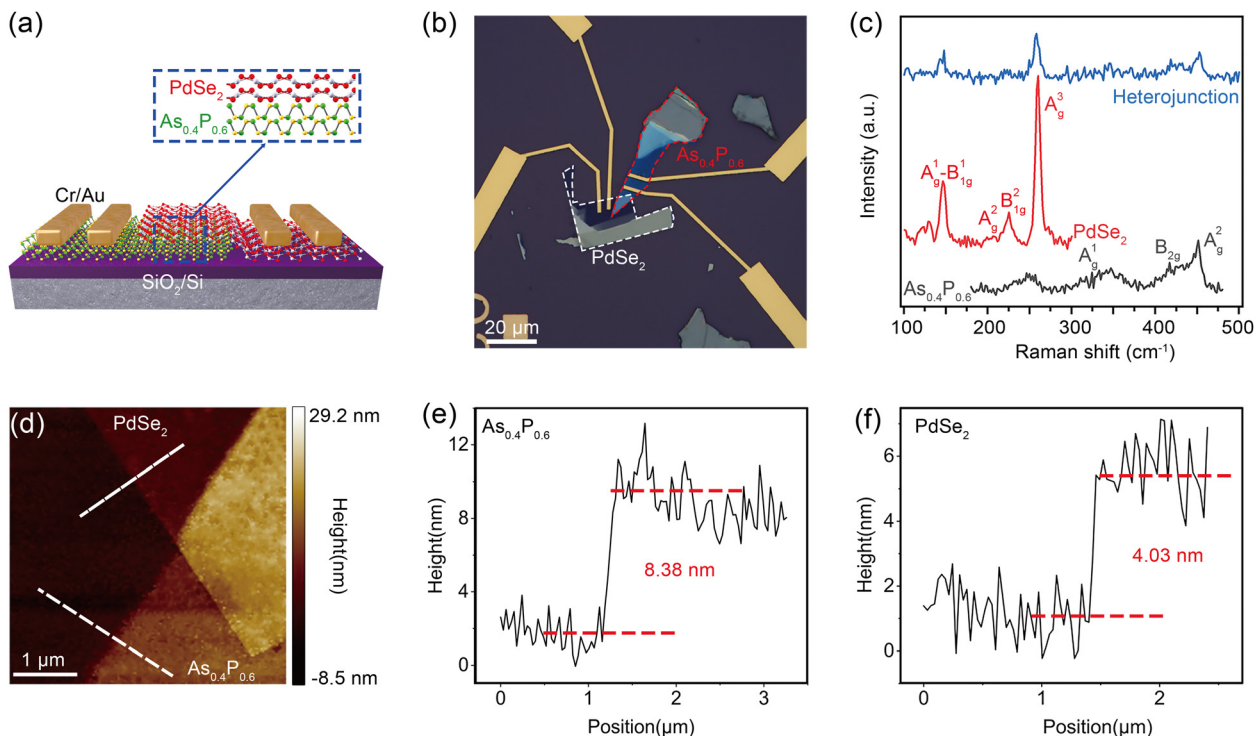 (a)
PdSe₂
As₀.₄P₀.₆
Cr/Au
SiO₂/Si
(b)
As₀.₄P₀.₆
PdSe₂
20 μm
(c)
Intensity (a.u.)
Heterojunction
A³g
A¹g-B¹1g
A²g
B²1g
PdSe₂
As₀.₄P₀.₆
A¹g
B2g
A²g
100 200 300 400 500
Raman shift (cm⁻¹)
(d)
PdSe₂
As₀.₄P₀.₆
1 μm
29.2 nm
Height(nm)
-8.5 nm
(e)
As₀.₄P₀.₆
Height(nm)
12
8
4
0
8.38 nm
0 1 2 3
Position(μm)
(f)
PdSe₂
Height(nm)
6
4
2
0
4.03 nm
0 1 2
Position(μm)